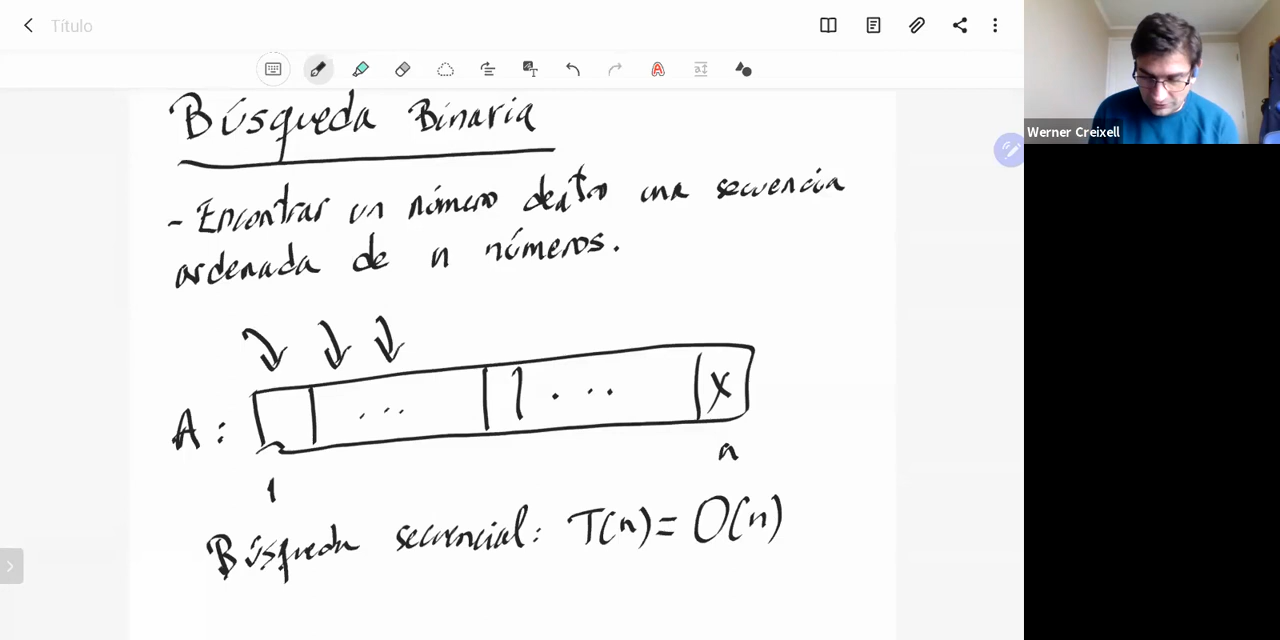 Título
Werner Creixell
Búsqueda Binaria
- Encontrar un número dentro una secuencia
ordenada de n números.
A: ... | ... x
1 n
Búsqueda secuencial: T(n) = O(n)